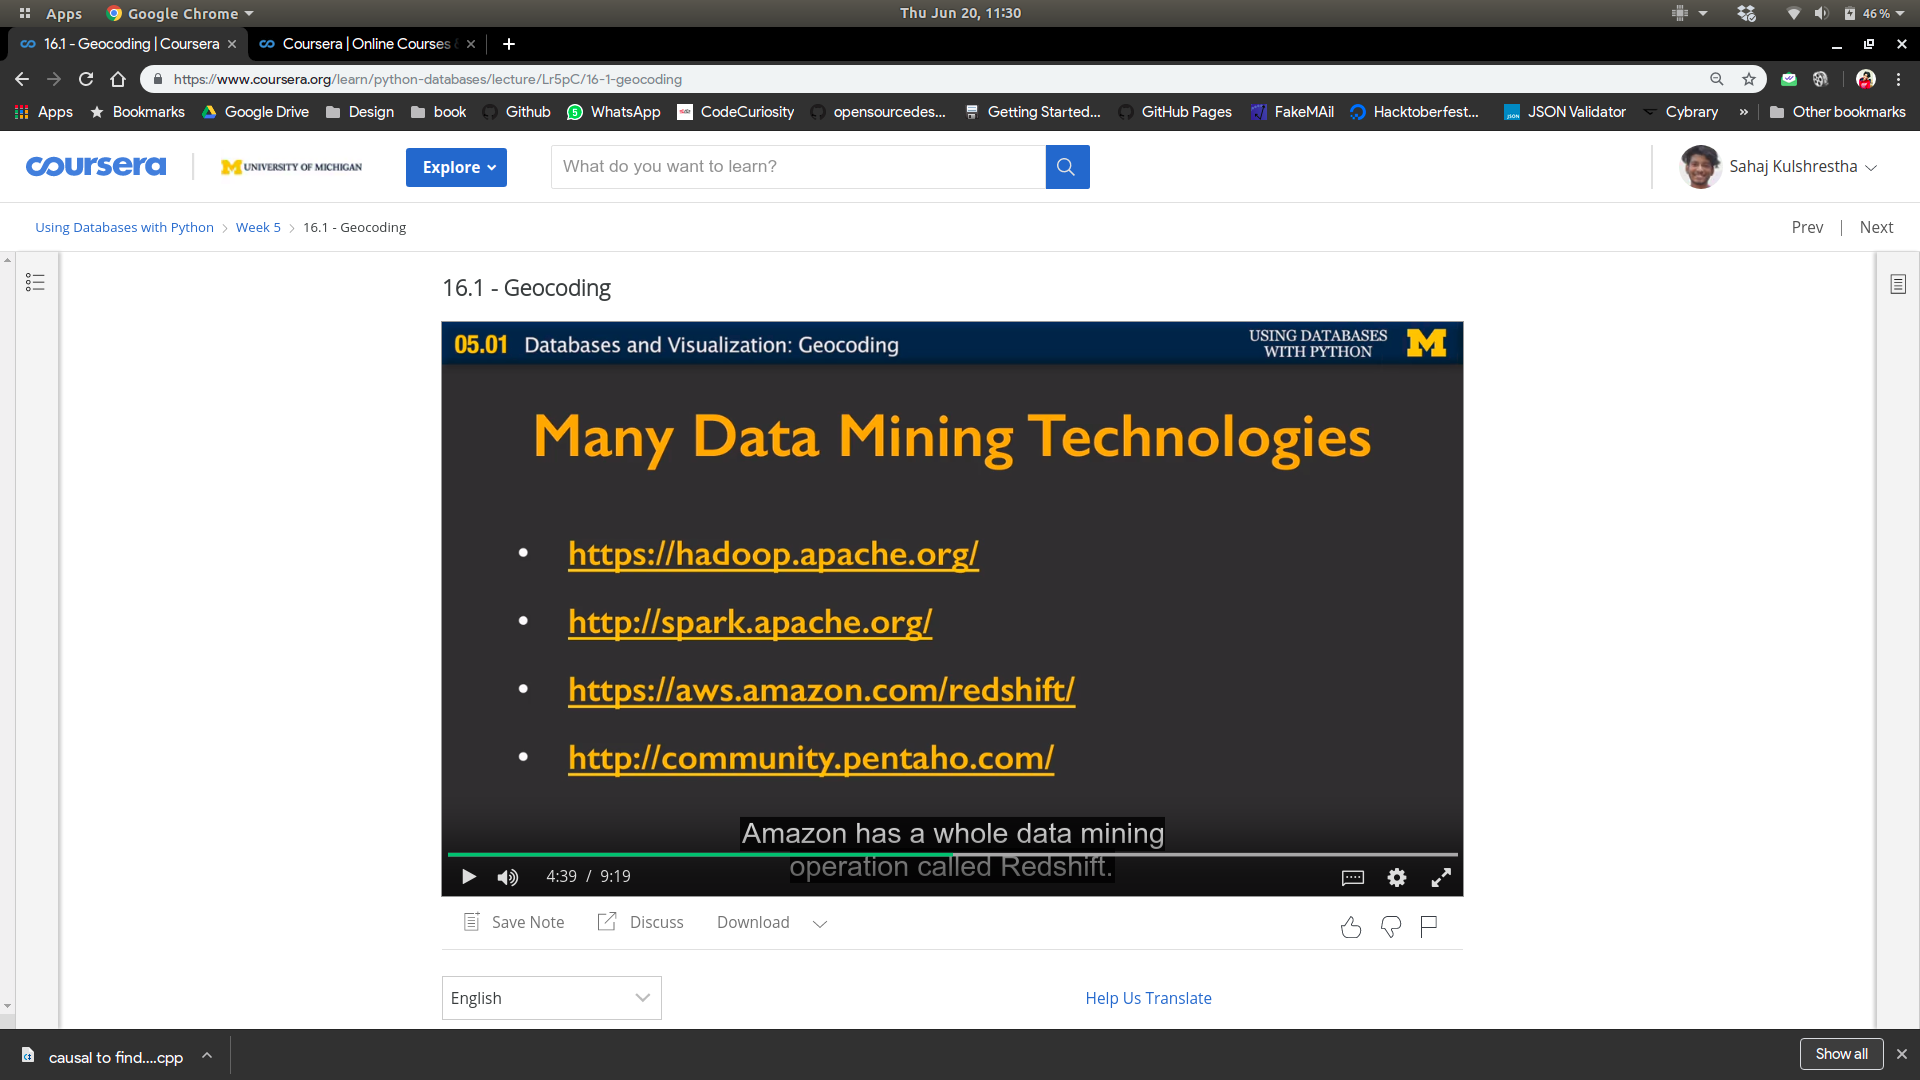 Apps Google Chrome Thu Jun 20, 11:30 46 %
16.1 - Geocoding | Coursera Coursera | Online Courses
https://www.coursera.org/learn/python-databases/lecture/Lr5pC/16-1-geocoding
Apps Bookmarks Google Drive Design book Github WhatsApp CodeCuriosity opensourcedes... Getting Started... GitHub Pages FakeMAil Hacktoberfest... JSON Validator Cybrary » Other bookmarks
coursera M UNIVERSITY OF MICHIGAN Explore What do you want to learn? Sahaj Kulshrestha
Using Databases with Python Week 5 16.1 - Geocoding Prev Next
16.1 - Geocoding
05.01 Databases and Visualization: Geocoding USING DATABASES
WITH PYTHON M
Many Data Mining Technologies
• https://hadoop.apache.org/
• http://spark.apache.org/
• https://aws.amazon.com/redshift/
• http://community.pentaho.com/
Amazon has a whole data mining
operation called Redshift.
4:39 / 9:19
Save Note Discuss Download
English Help Us Translate
causal to find....cpp Show all